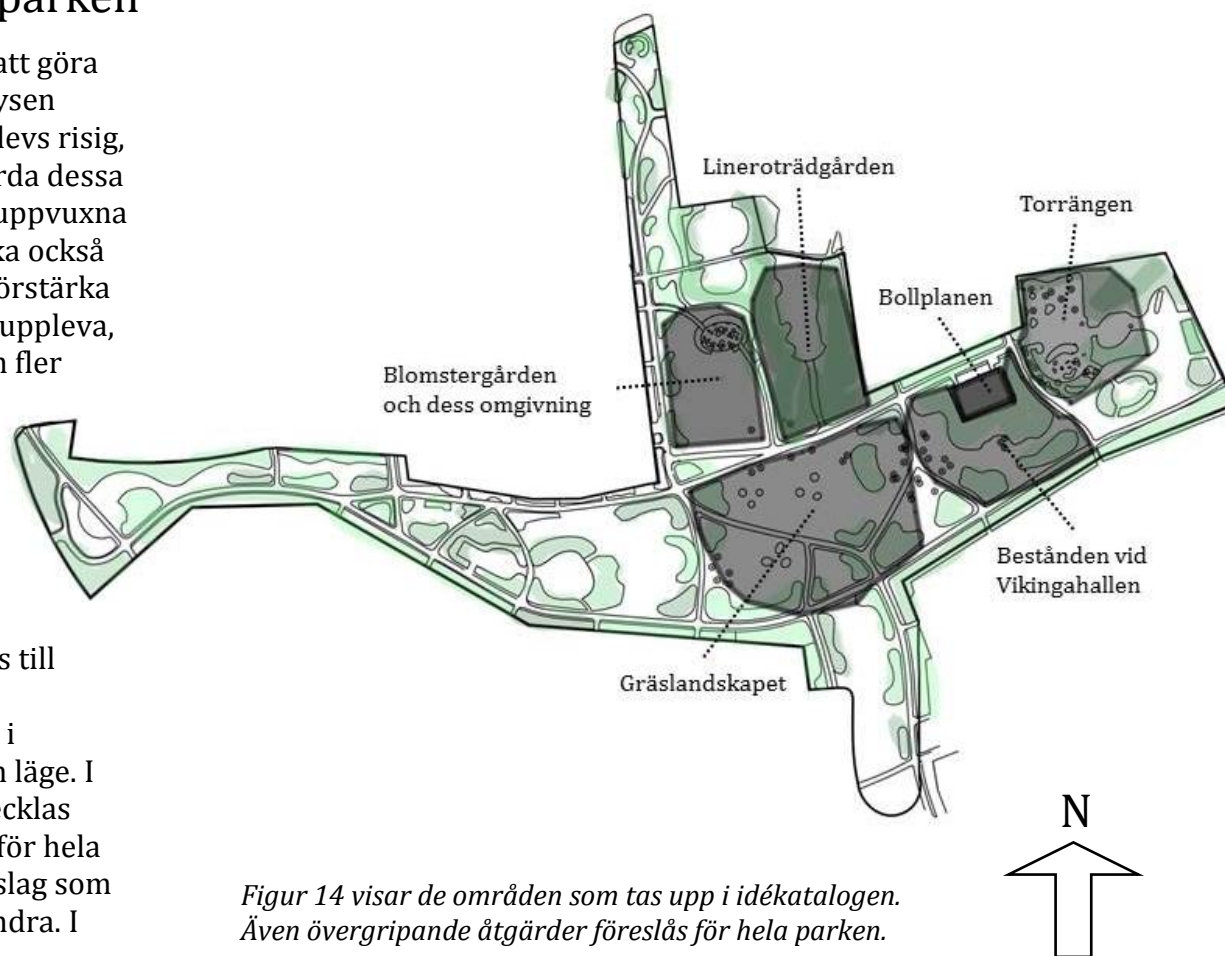 parken
att göra
ysen
levs risig,
rda dessa
uppvuxna
ka också
örstärka
uppleva,
n fler
Lineroträdgården
Torrängen
Bollplanen
Blomstergården
och dess omgivning
Bestånden vid
Vikingahallen
Gräslandskapet
s till
i
n läge. I
ecklas
för hela
slag som
ndra. I
N
Figur 14 visar de områden som tas upp i idékatalogen.
Även övergripande åtgärder föreslås för hela parken.